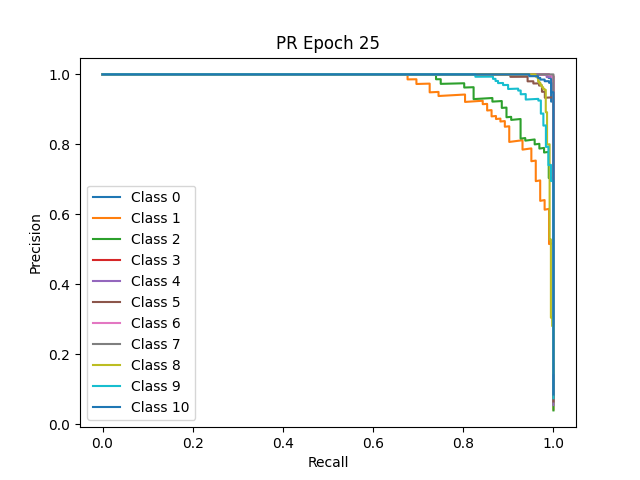 PR Epoch 25
1.0
0.8
0.6
0.4
0.2
0.0
Precision
Class 0
Class 1
Class 2
Class 3
Class 4
Class 5
Class 6
Class 7
Class 8
Class 9
Class 10
0.0 0.2 0.4 0.6 0.8 1.0
Recall